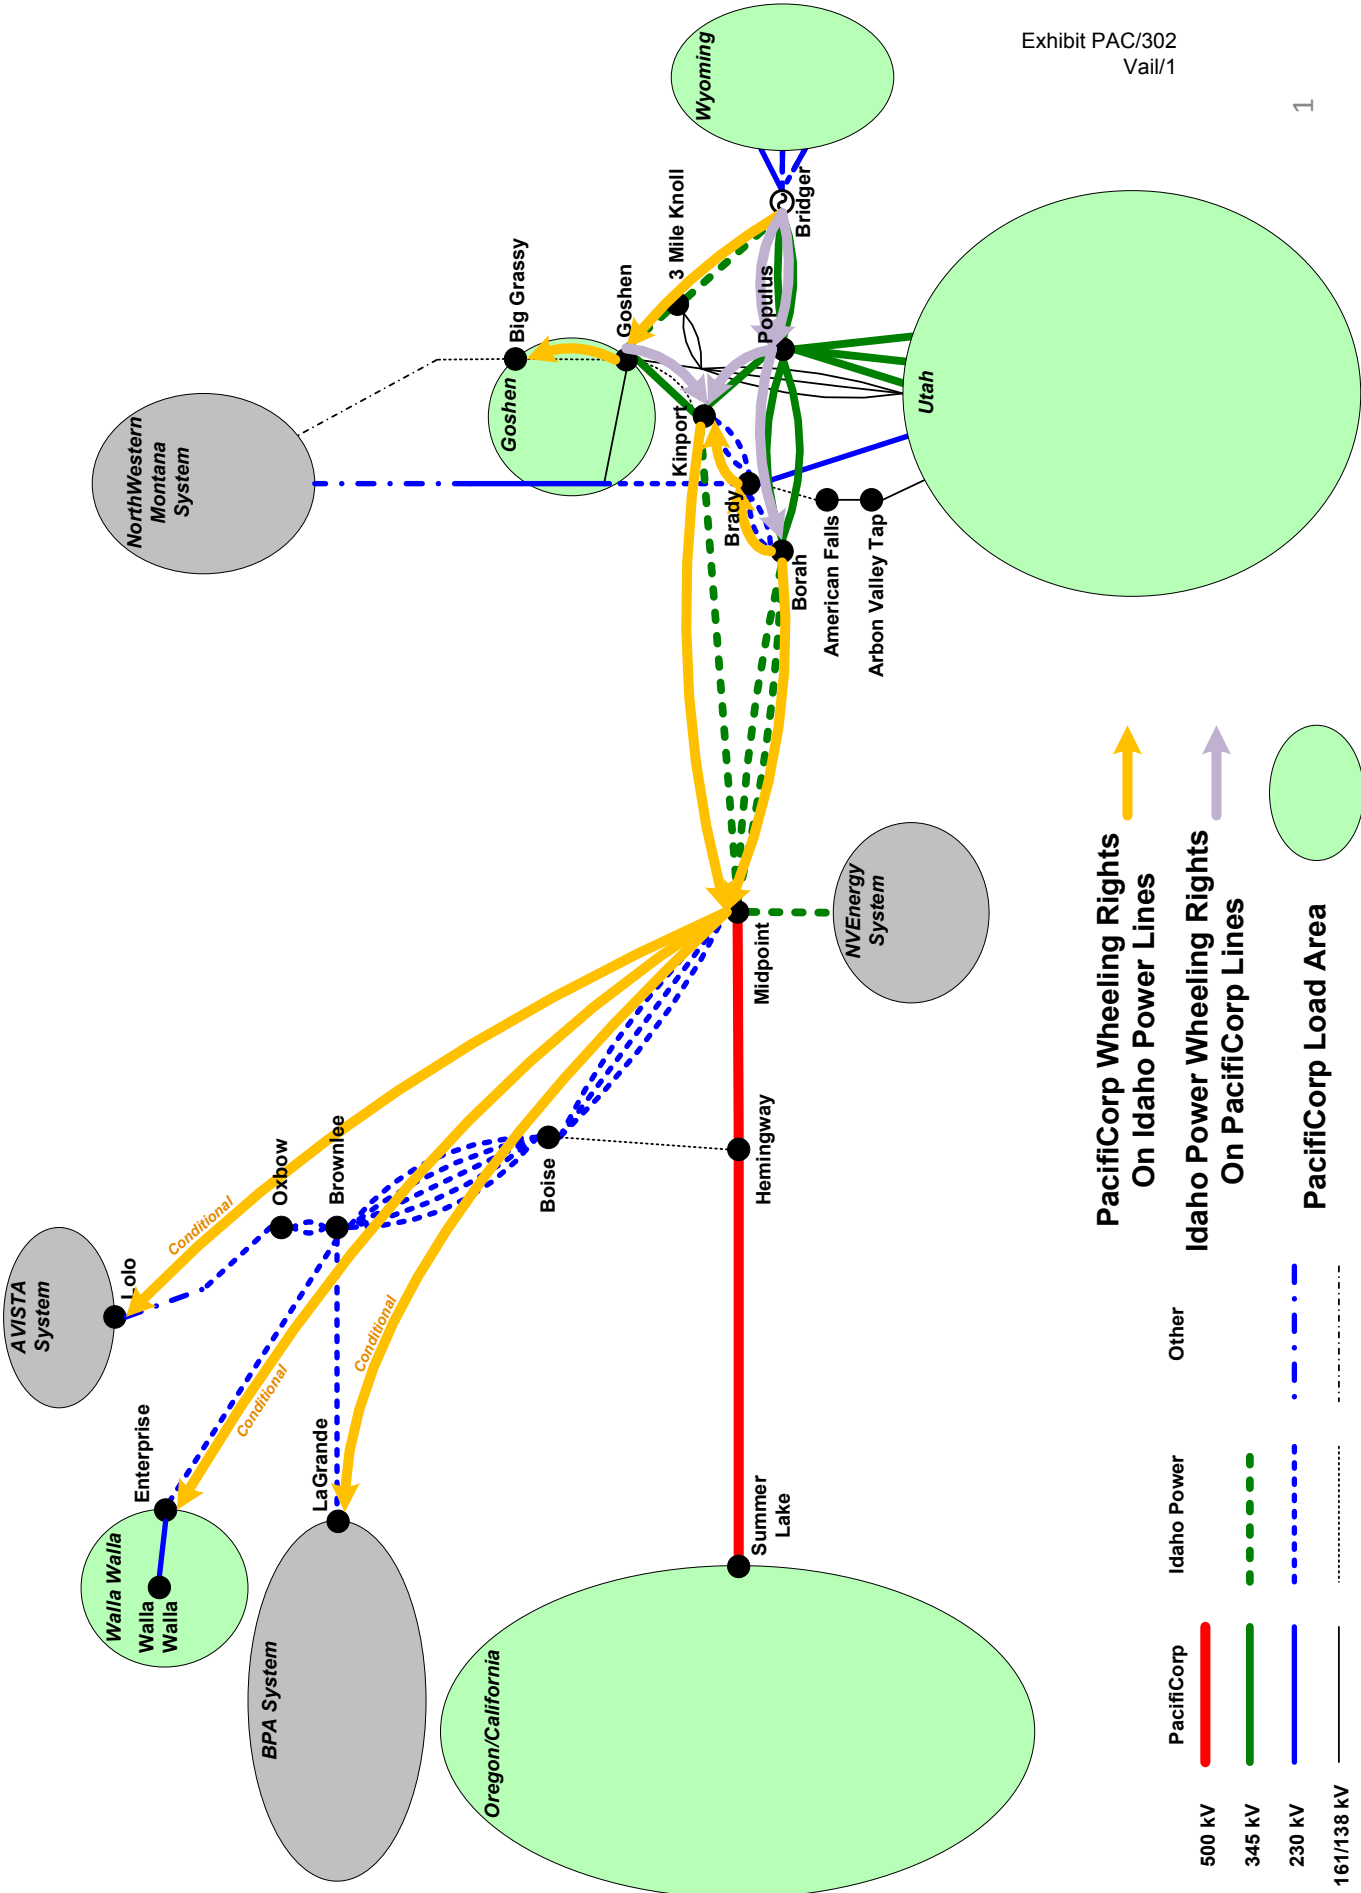 Exhibit PAC/302
Vail/1
1
AVISTA
System
Lolo
Conditional
Oxbow
Brownlee
Walla Walla
Walla
Walla
Enterprise
Conditional
BPA System
LaGrande
Conditional
Boise
Oregon/California
Summer
Lake
Hemingway
Midpoint
NVEnergy
System
NorthWestern
Montana
System
Goshen
Big Grassy
Goshen
3 Mile Knoll
Kinport
Populus
Bridger
Wyoming
Brady
Borah
American Falls
Arbon Valley Tap
Utah
PacifiCorp
Idaho Power
Other
500 kV
345 kV
230 kV
161/138 kV
PacifiCorp Wheeling Rights
On Idaho Power Lines
Idaho Power Wheeling Rights
On PacifiCorp Lines
PacifiCorp Load Area